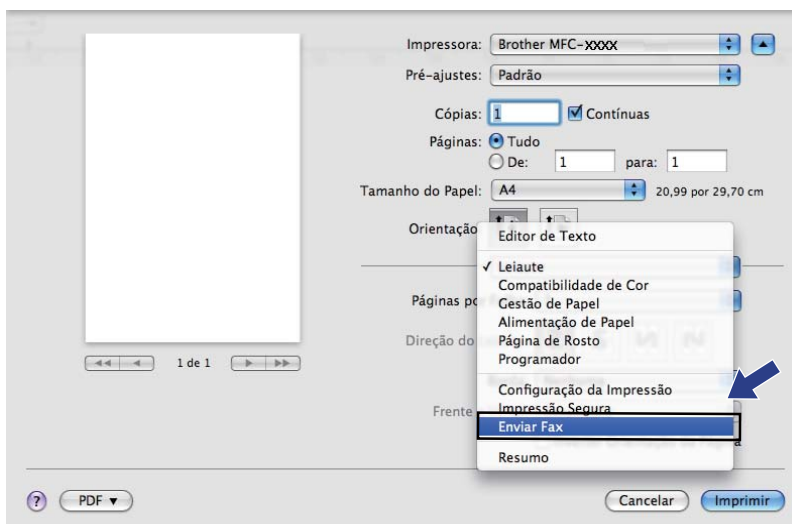 Impressora: Brother MFC-XXXX
Pré-ajustes: Padrão
Cópias: 1 Contínuas
Páginas: Tudo
De: 1 para: 1
Tamanho do Papel: A4 20,99 por 29,70 cm
Orientação
Editor de Texto
✓ Leiaute
Compatibilidade de Cor
Páginas po
Gestão de Papel
Alimentação de Papel
Direção do
Página de Rosto
Programador
1 de 1
Configuração da Impressão
Frente
Impressão Segura
Enviar Fax
Resumo
? PDF ▼ Cancelar Imprimir